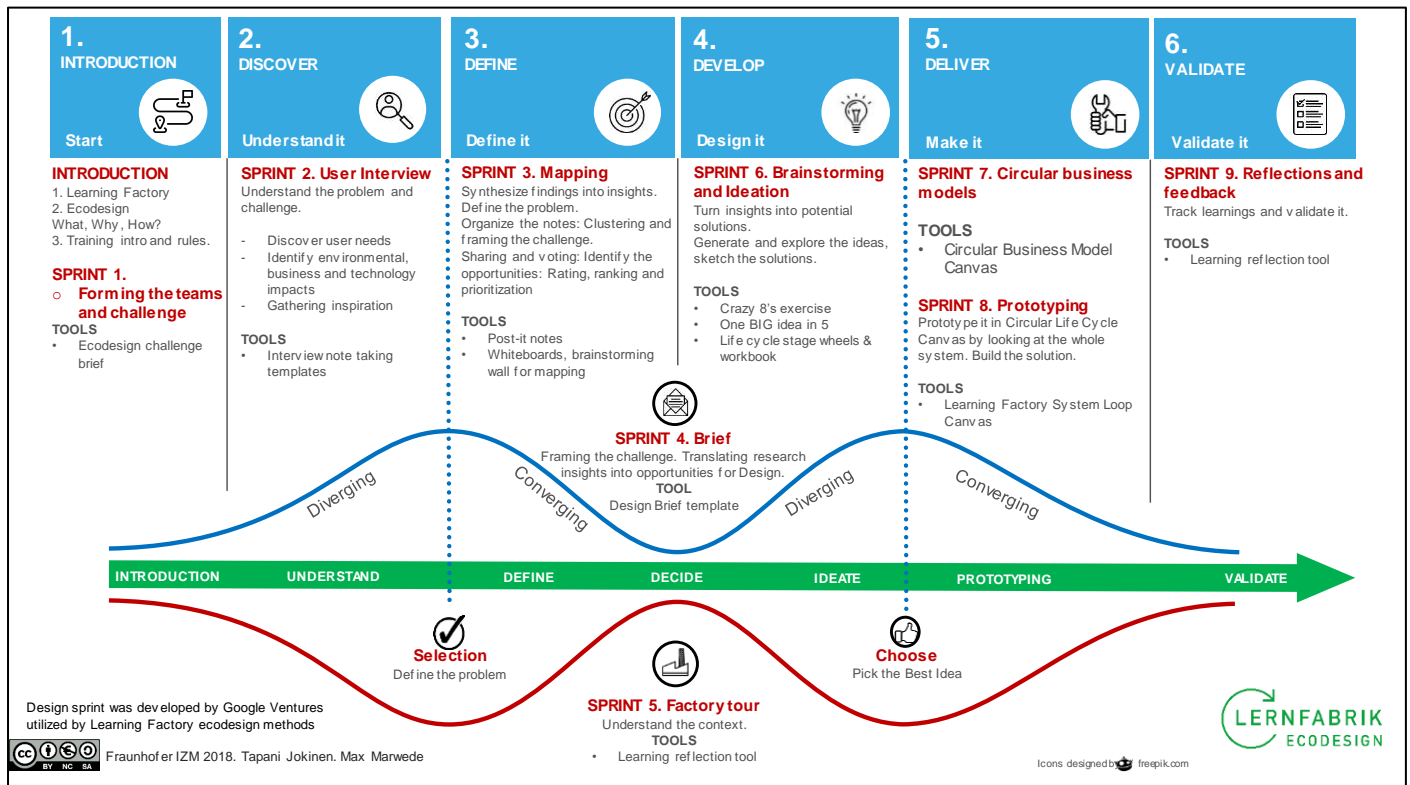 1.
INTRODUCTION
Start
2.
DISCOVER
Understand it
3.
DEFINE
Define it
4.
DEVELOP
Design it
5.
DELIVER
Make it
6.
VALIDATE
Validate it
INTRODUCTION
1. Learning Factory
2. Ecodesign
What, Why, How?
3. Training intro and rules.
SPRINT 1.
o Forming the teams
and challenge
TOOLS
• Ecodesign challenge
brief
SPRINT 2. User Interview
Understand the problem and
challenge.
- Discover user needs
- Identify environmental,
business and technology
impacts
- Gathering inspiration
TOOLS
• Interview note taking
templates
SPRINT 3. Mapping
Synthesize findings into insights.
Define the problem.
Organize the notes: Clustering and
framing the challenge.
Sharing and voting: Identify the
opportunities: Rating, ranking and
prioritization
TOOLS
• Post-it notes
• Whiteboards, brainstorming
wall for mapping
SPRINT 6. Brainstorming
and Ideation
Turn insights into potential
solutions.
Generate and explore the ideas,
sketch the solutions.
TOOLS
• Crazy 8's exercise
• One BIG idea in 5
• Life cycle stage wheels &
workbook
SPRINT 7. Circular business
models
TOOLS
• Circular Business Model
Canvas
SPRINT 8. Prototyping
Prototype it in Circular Life Cycle
Canvas by looking at the whole
system. Build the solution.
TOOLS
• Learning Factory System Loop
Canvas
SPRINT 9. Reflections and
feedback
Track learnings and validate it.
TOOLS
• Learning reflection tool
SPRINT 4. Brief
Framing the challenge. Translating research
insights into opportunities for Design.
TOOL
Design Brief template
Diverging
Converging
Diverging
Converging
INTRODUCTION
UNDERSTAND
DEFINE
DECIDE
IDEATE
PROTOTYPING
VALIDATE
Selection
Define the problem
Choose
Pick the Best Idea
SPRINT 5. Factory tour
Understand the context.
TOOLS
• Learning reflection tool
Design sprint was developed by Google Ventures
utilized by Learning Factory ecodesign methods
cc BY NC SA
Fraunhofer IZM 2018. Tapani Jokinen. Max Marwede
Icons designed by freepik.com
LERNFABRIK
ECODESIGN